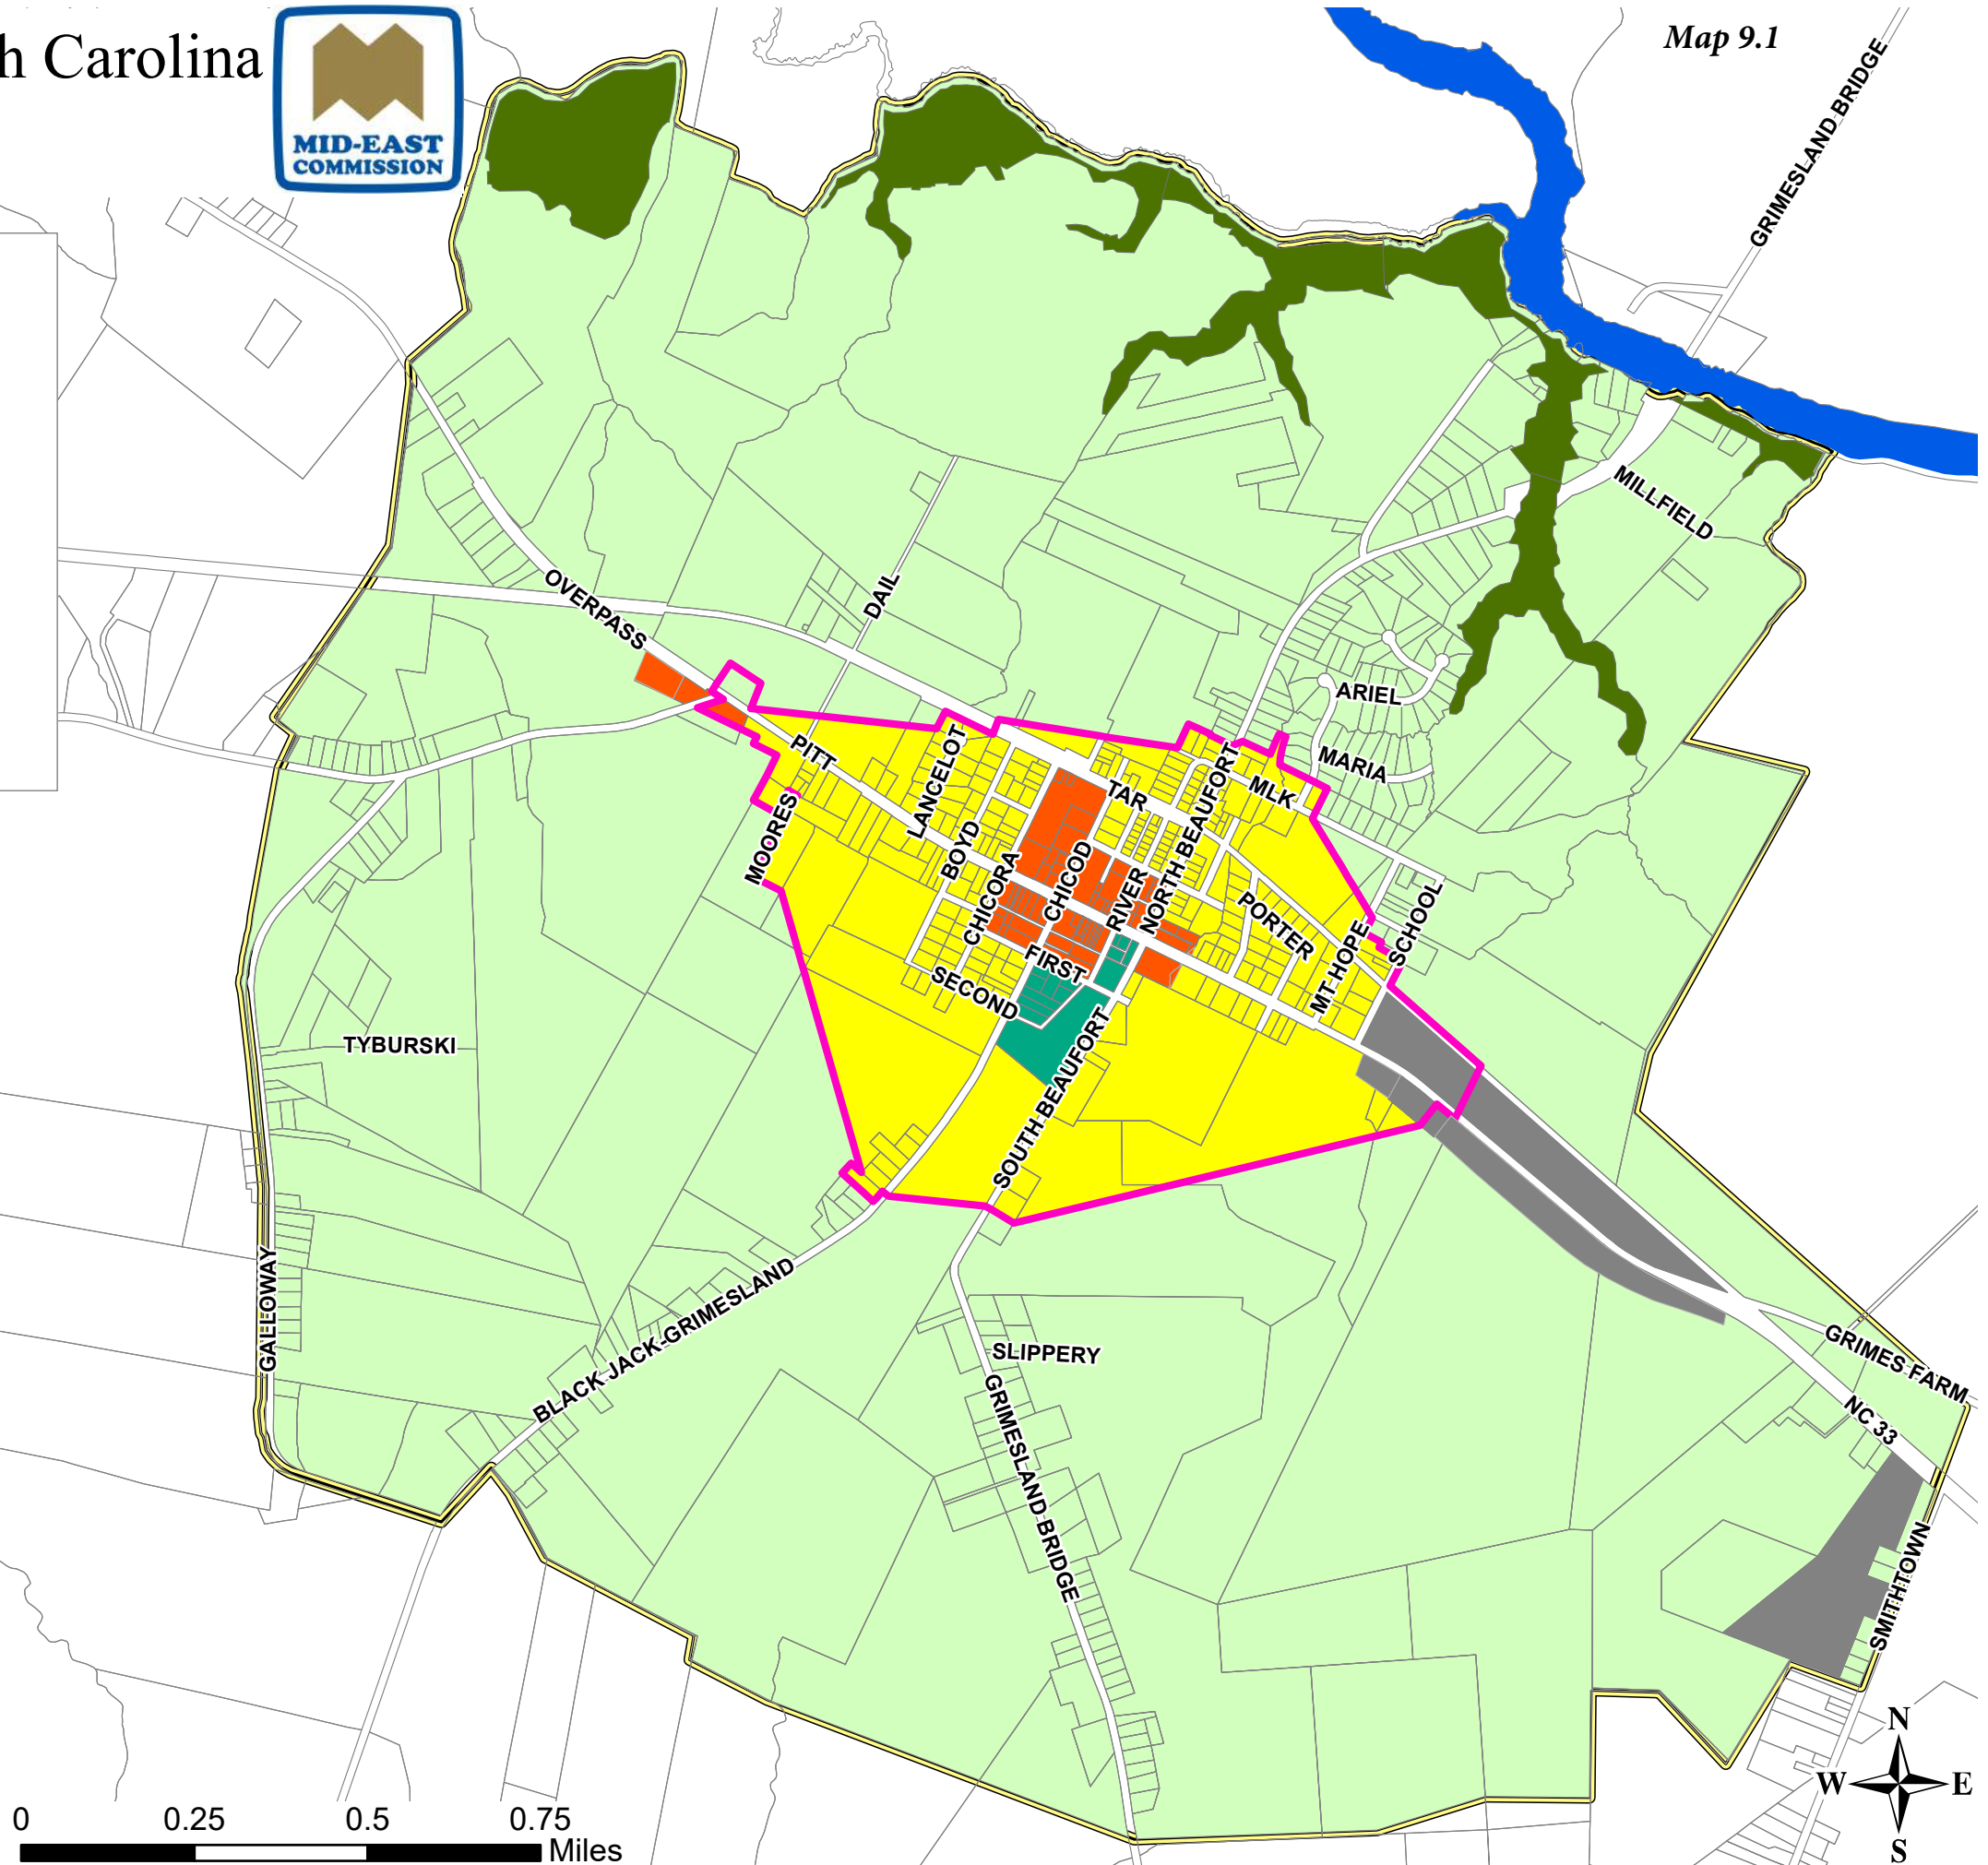 h Carolina
MID-EAST
COMMISSION
Map 9.1
GRIMESLAND BRIDGE
MILLFIELD
OVERPASS
DAIL
ARIEL
MARIA
PITT
LANCELOT
TAR
MLK
NORTH BEAUFORT
MOORES
BOYD
CHICORA
CHICOD
RIVER
PORTER
SCHOOL
MT HOPE
FIRST
SECOND
TYBURSKI
SOUTH BEAUFORT
GALLOWAY
BLACK JACK-GRIMESLAND
SLIPPERY
GRIMESLAND BRIDGE
GRIMES FARM
NC 33
SMITHTOWN
N
W
E
S
0
0.25
0.5
0.75
Miles